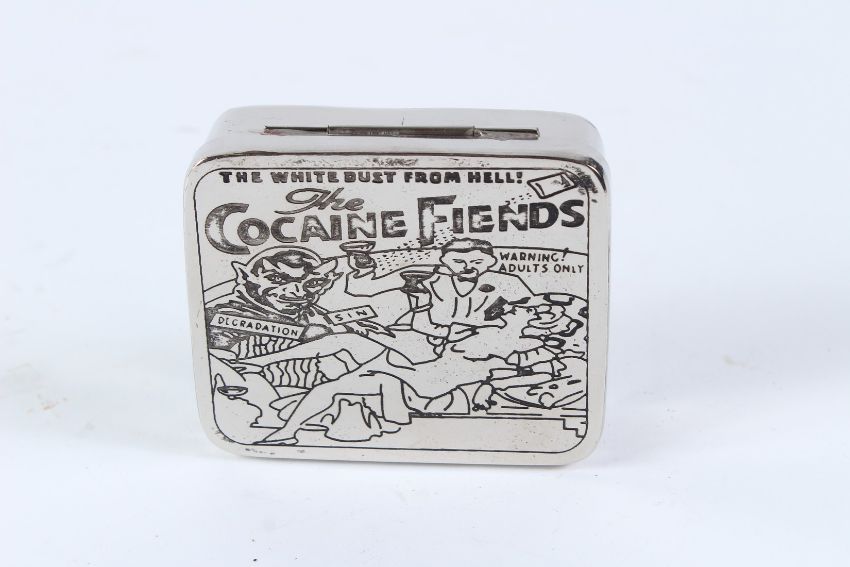 THE WHITE DUST FROM HELL!
The
COCAINE FIENDS
WARNING!
ADULTS ONLY
DEGRADATION
SIN